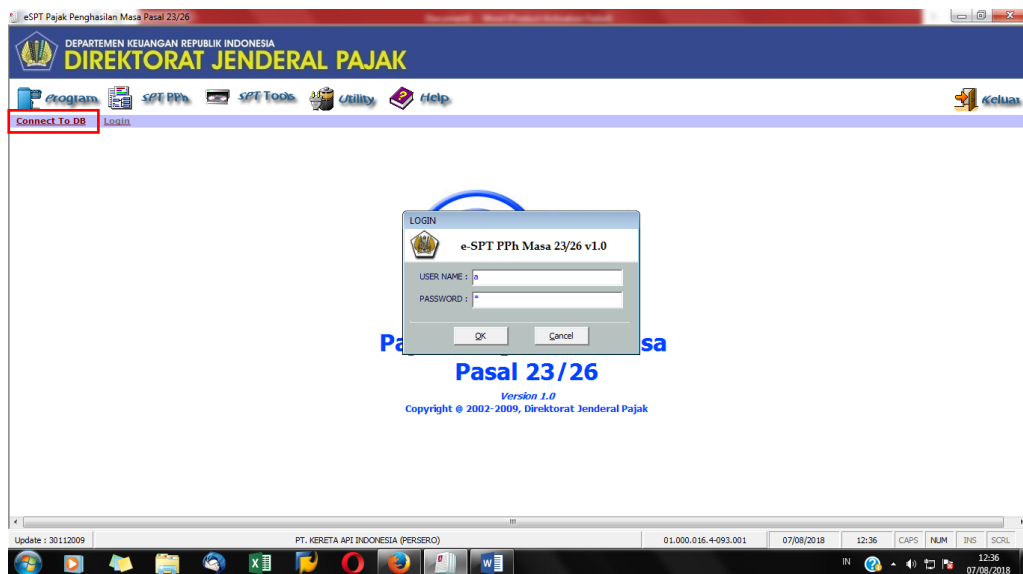 eSPT Pajak Penghasilan Masa Pasal 23/26
DEPARTEMEN KEUANGAN REPUBLIK INDONESIA
DIREKTORAT JENDERAL PAJAK
Program SPT PPh SPT Tools Utility Help Keluar
Connect To DB Login
LOGIN
e-SPT PPh Masa 23/26 v1.0
USER NAME : a
PASSWORD : *
OK Cancel
Pa sa
Pasal 23/26
Version 1.0
Copyright @ 2002-2009, Direktorat Jenderal Pajak
Update : 30112009 PT. KERETA API INDONESIA (PERSERO) 01.000.016.4-093.001 07/08/2018 12:36 CAPS NUM INS SCRL
IN 12:36
07/08/2018